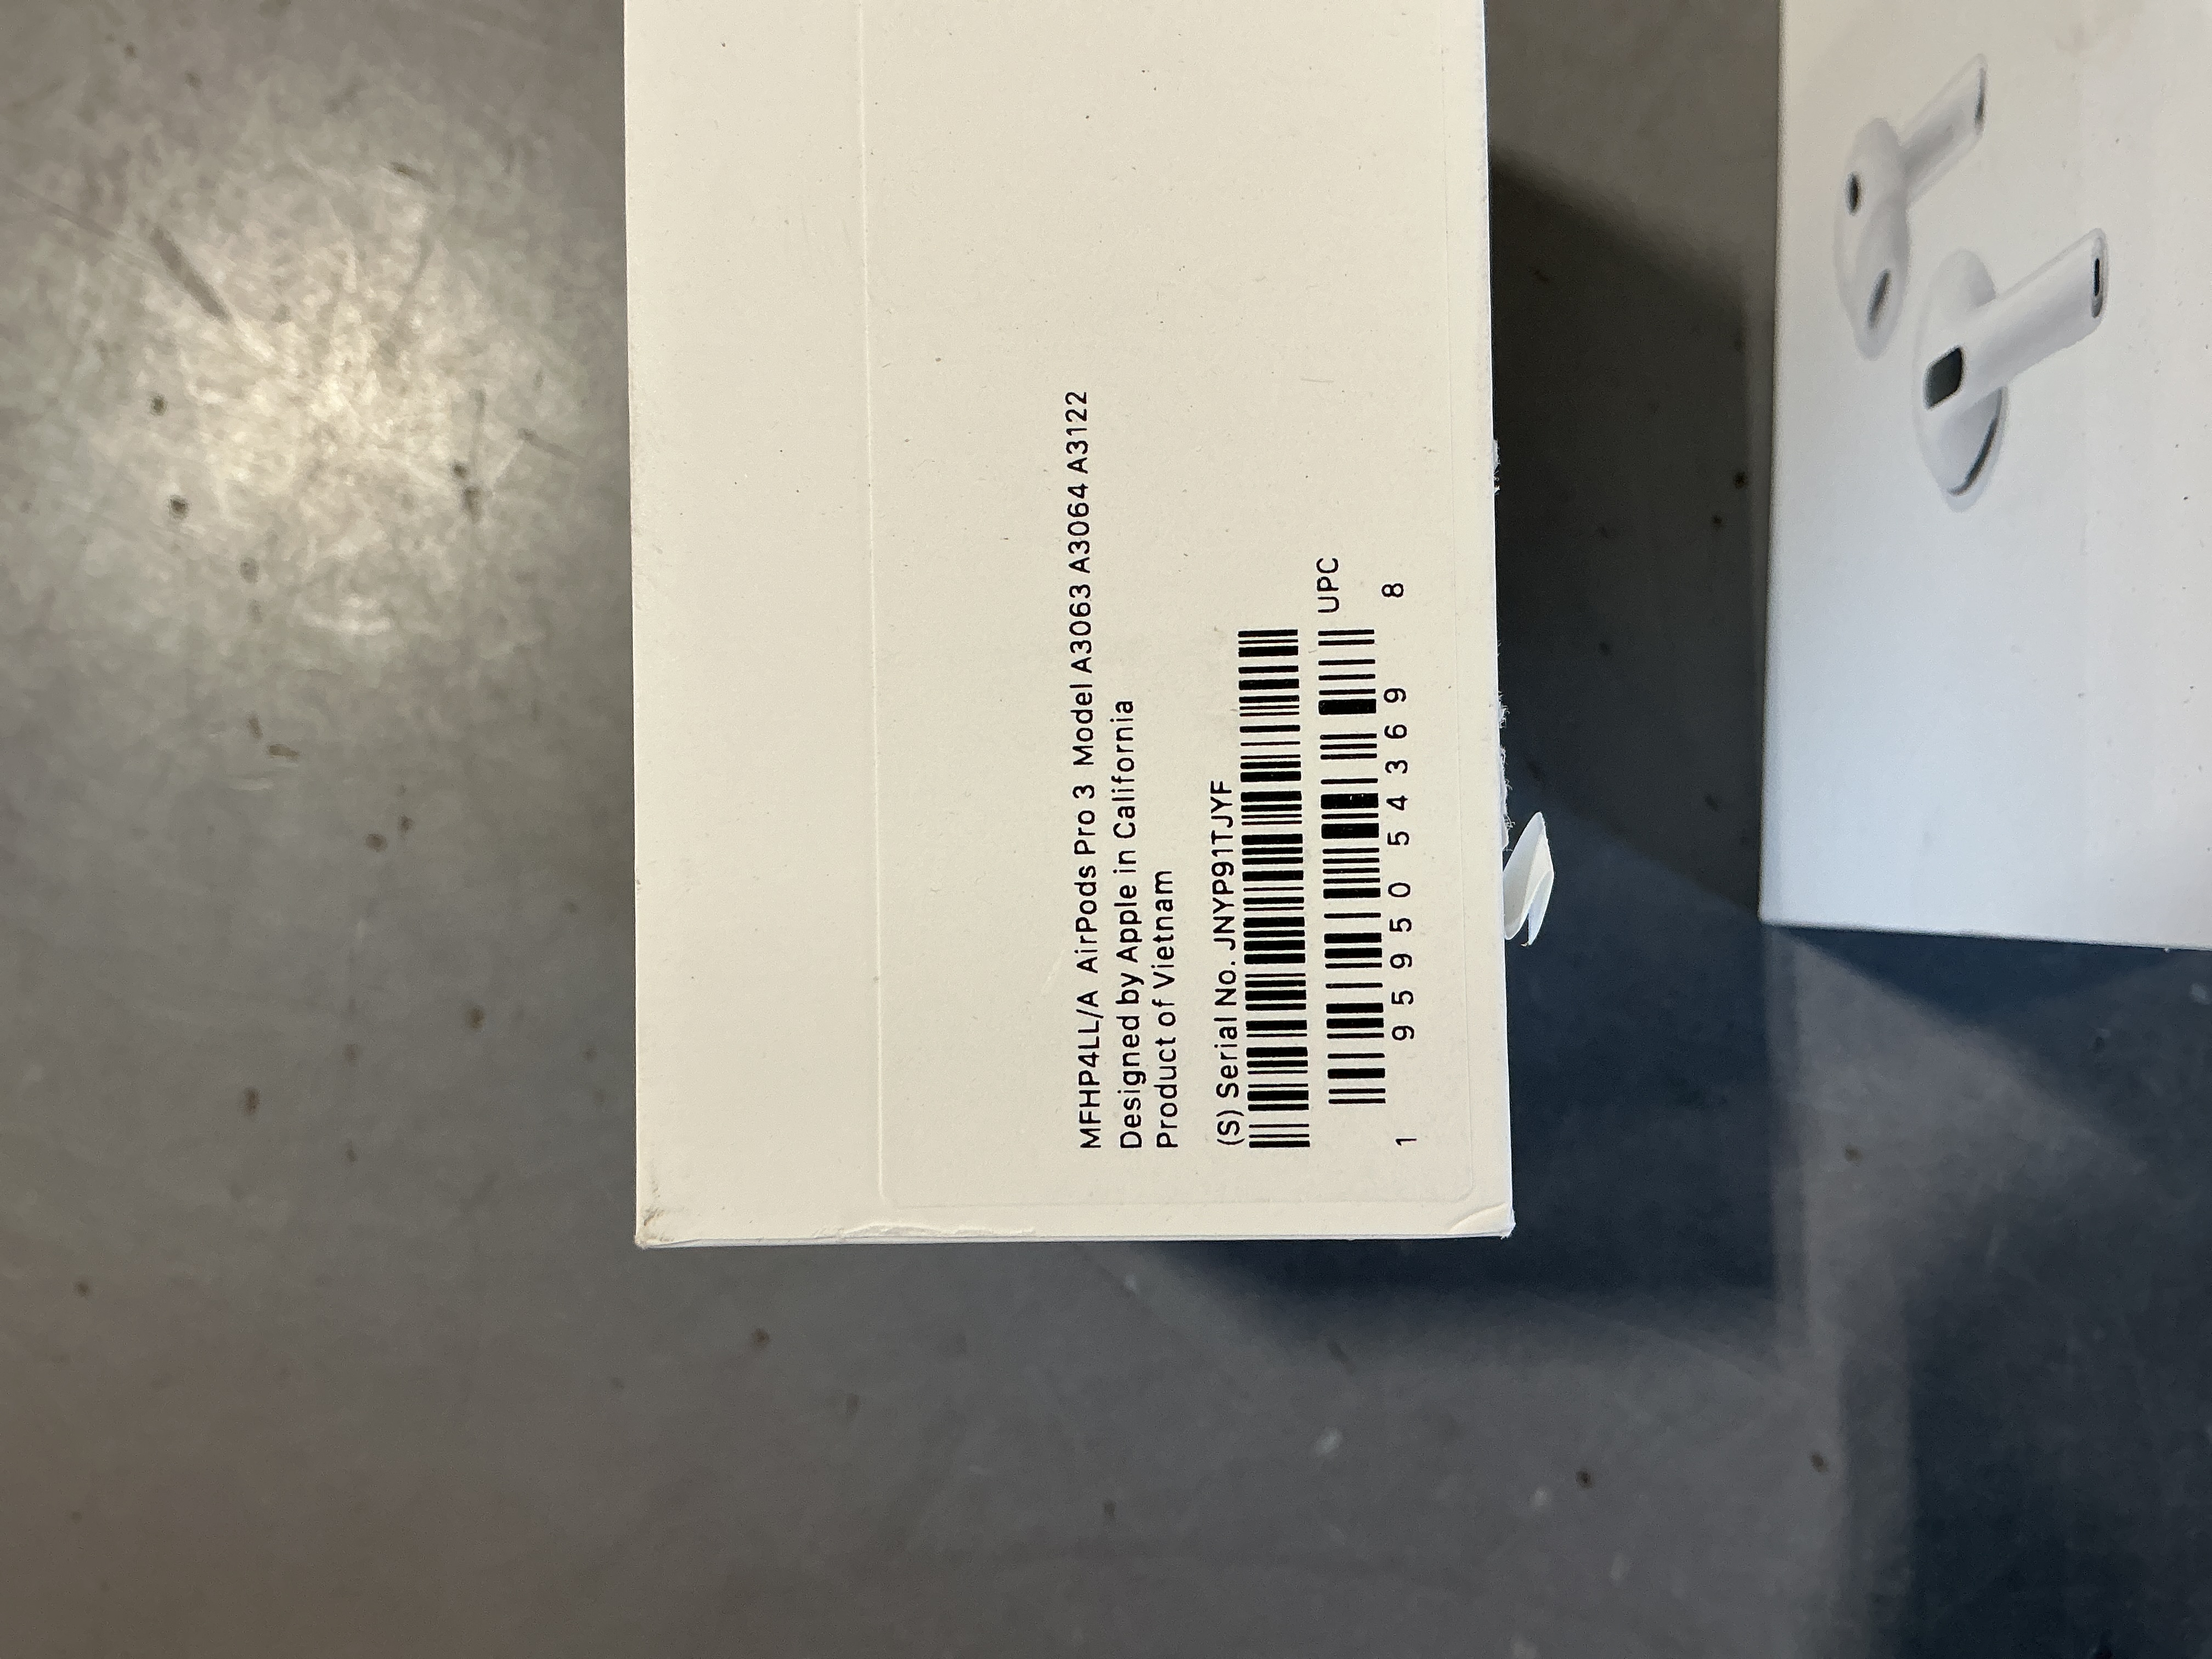 MFHP4LL/A AirPods Pro 3 Model A3063 A3064 A3122
Designed by Apple in California
Product of Vietnam
(S) Serial No. JNYP91TJYF
UPC
1 95950 54369 8